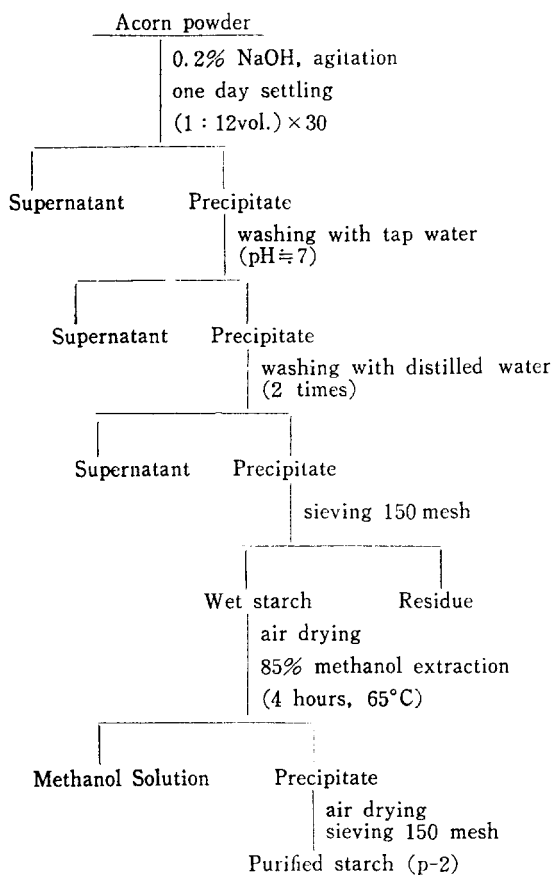 Acorn powder
0.2% NaOH, agitation
one day settling
(1 : 12vol.) × 30
Supernatant Precipitate
washing with tap water
(pH≒7)
Supernatant Precipitate
washing with distilled water
(2 times)
Supernatant Precipitate
sieving 150 mesh
Wet starch Residue
air drying
85% methanol extraction
(4 hours, 65°C)
Methanol Solution Precipitate
air drying
sieving 150 mesh
Purified starch (p-2)